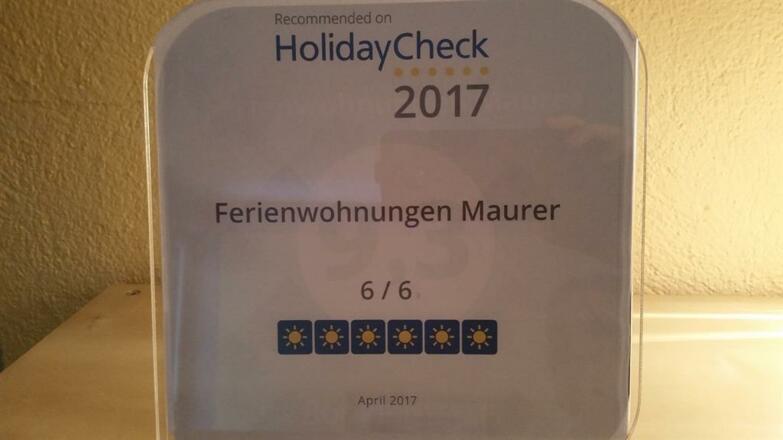 Recommended on
HolidayCheck
2017
Ferienwohnungen Maurer
6 / 6
April 2017